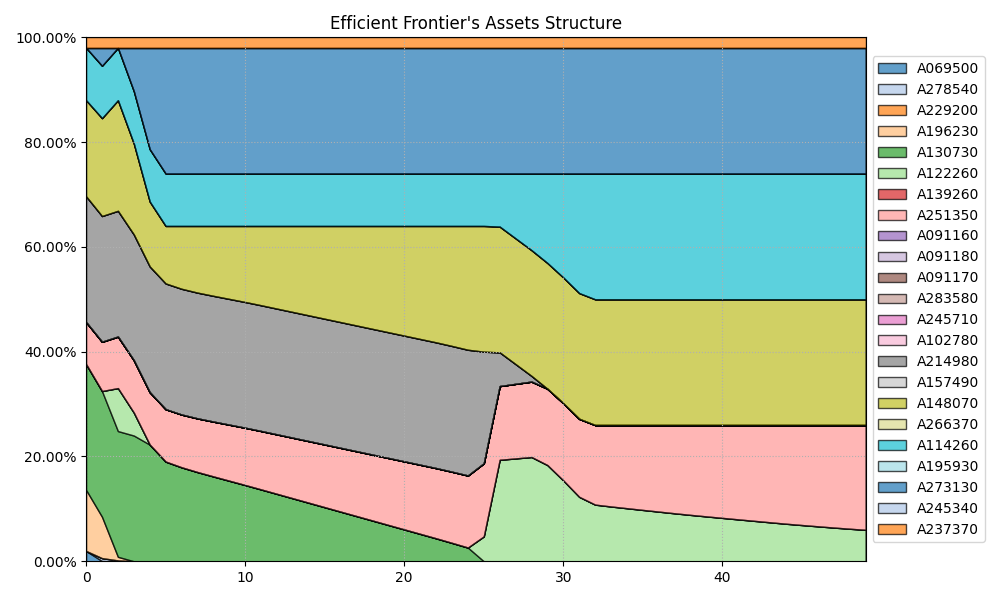 Efficient Frontier's Assets Structure
100.00%
80.00%
60.00%
40.00%
20.00%
0.00%
0
10
20
30
40
A069500
A278540
A229200
A196230
A130730
A122260
A139260
A251350
A091160
A091180
A091170
A283580
A245710
A102780
A214980
A157490
A148070
A266370
A114260
A195930
A273130
A245340
A237370